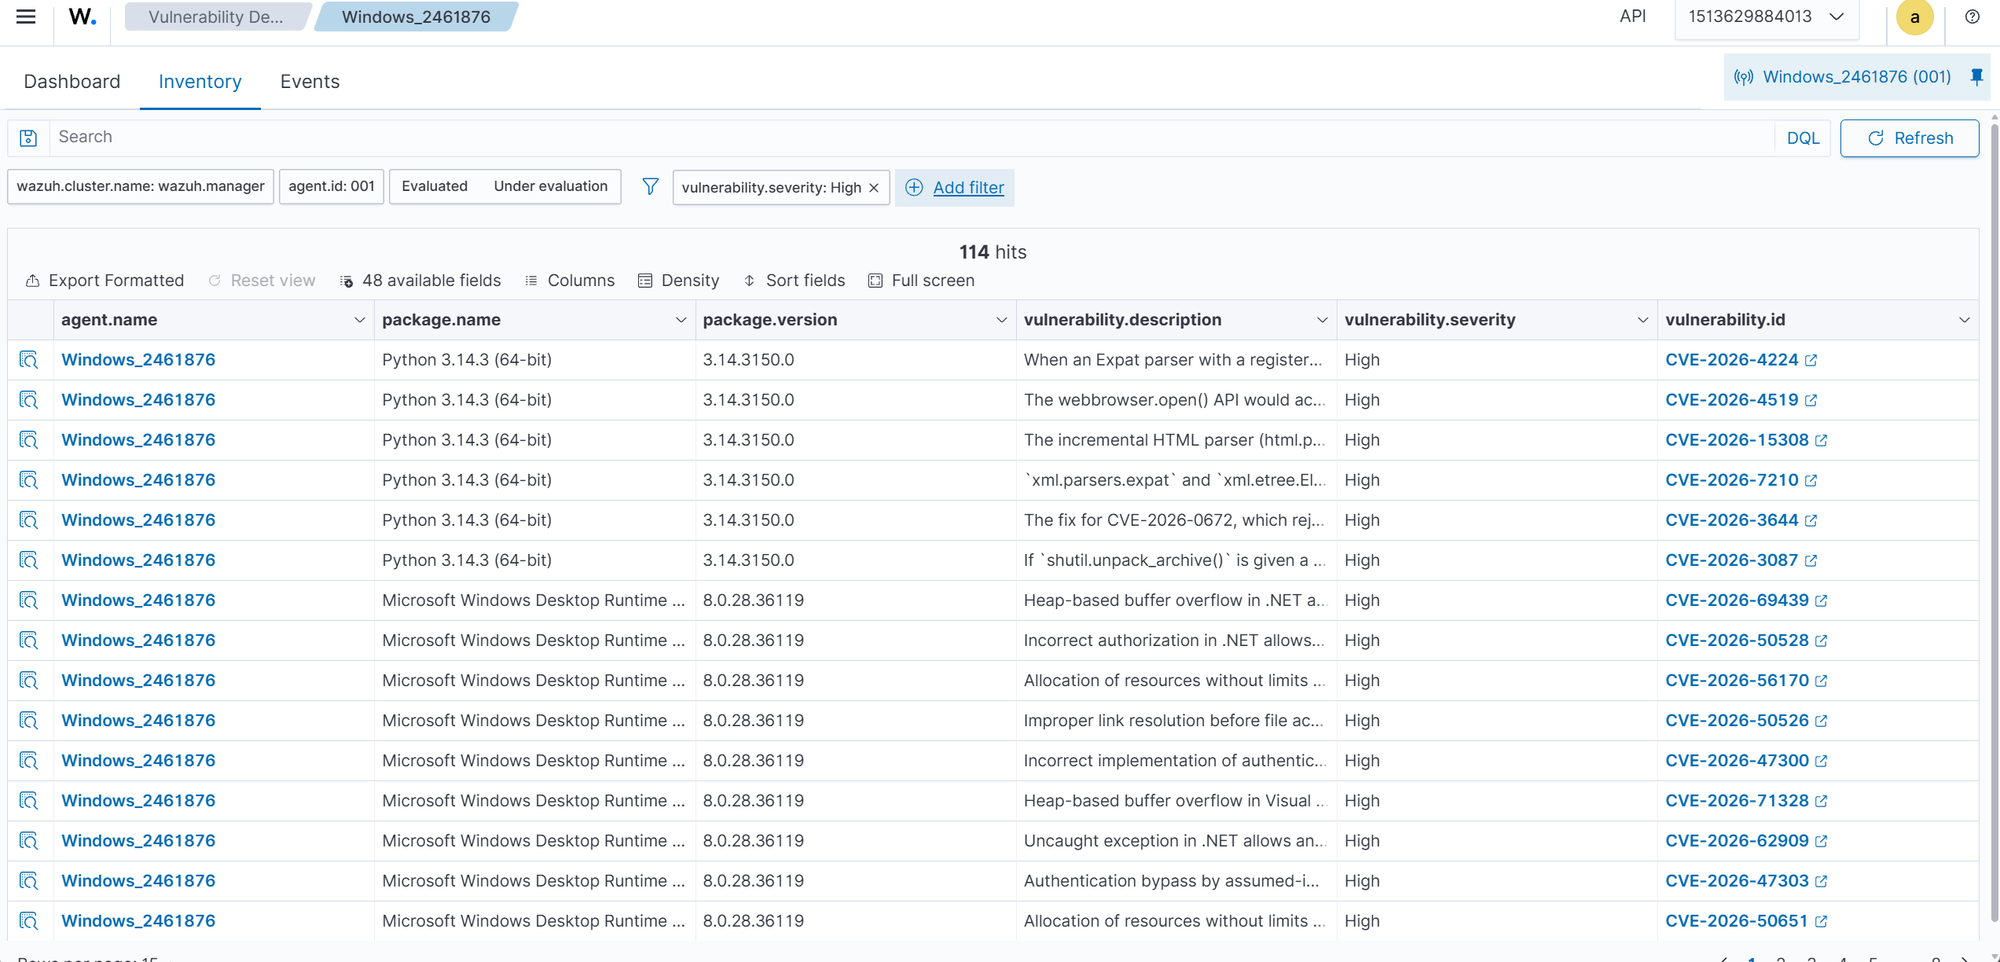 W. Vulnerability De... Windows_2461876 API 1513629884013 a
Dashboard Inventory Events Windows_2461876 (001)
Search DQL Refresh
wazuh.cluster.name: wazuh.manager agent.id: 001 Evaluated Under evaluation vulnerability.severity: High Add filter
114 hits
Export Formatted Reset view 48 available fields Columns Density Sort fields Full screen
agent.name package.name package.version vulnerability.description vulnerability.severity vulnerability.id
Windows_2461876 Python 3.14.3 (64-bit) 3.14.3150.0 When an Expat parser with a register... High CVE-2026-4224
Windows_2461876 Python 3.14.3 (64-bit) 3.14.3150.0 The webbrowser.open() API would ac... High CVE-2026-4519
Windows_2461876 Python 3.14.3 (64-bit) 3.14.3150.0 The incremental HTML parser (html.p... High CVE-2026-15308
Windows_2461876 Python 3.14.3 (64-bit) 3.14.3150.0 `xml.parsers.expat` and `xml.etree.El... High CVE-2026-7210
Windows_2461876 Python 3.14.3 (64-bit) 3.14.3150.0 The fix for CVE-2026-0672, which rej... High CVE-2026-3644
Windows_2461876 Python 3.14.3 (64-bit) 3.14.3150.0 If `shutil.unpack_archive()` is given a ... High CVE-2026-3087
Windows_2461876 Microsoft Windows Desktop Runtime ... 8.0.28.36119 Heap-based buffer overflow in .NET a... High CVE-2026-69439
Windows_2461876 Microsoft Windows Desktop Runtime ... 8.0.28.36119 Incorrect authorization in .NET allows... High CVE-2026-50528
Windows_2461876 Microsoft Windows Desktop Runtime ... 8.0.28.36119 Allocation of resources without limits ... High CVE-2026-56170
Windows_2461876 Microsoft Windows Desktop Runtime ... 8.0.28.36119 Improper link resolution before file ac... High CVE-2026-50526
Windows_2461876 Microsoft Windows Desktop Runtime ... 8.0.28.36119 Incorrect implementation of authentic... High CVE-2026-47300
Windows_2461876 Microsoft Windows Desktop Runtime ... 8.0.28.36119 Heap-based buffer overflow in Visual ... High CVE-2026-71328
Windows_2461876 Microsoft Windows Desktop Runtime ... 8.0.28.36119 Uncaught exception in .NET allows an... High CVE-2026-62909
Windows_2461876 Microsoft Windows Desktop Runtime ... 8.0.28.36119 Authentication bypass by assumed-i... High CVE-2026-47303
Windows_2461876 Microsoft Windows Desktop Runtime ... 8.0.28.36119 Allocation of resources without limits ... High CVE-2026-50651
Rows per page: 15